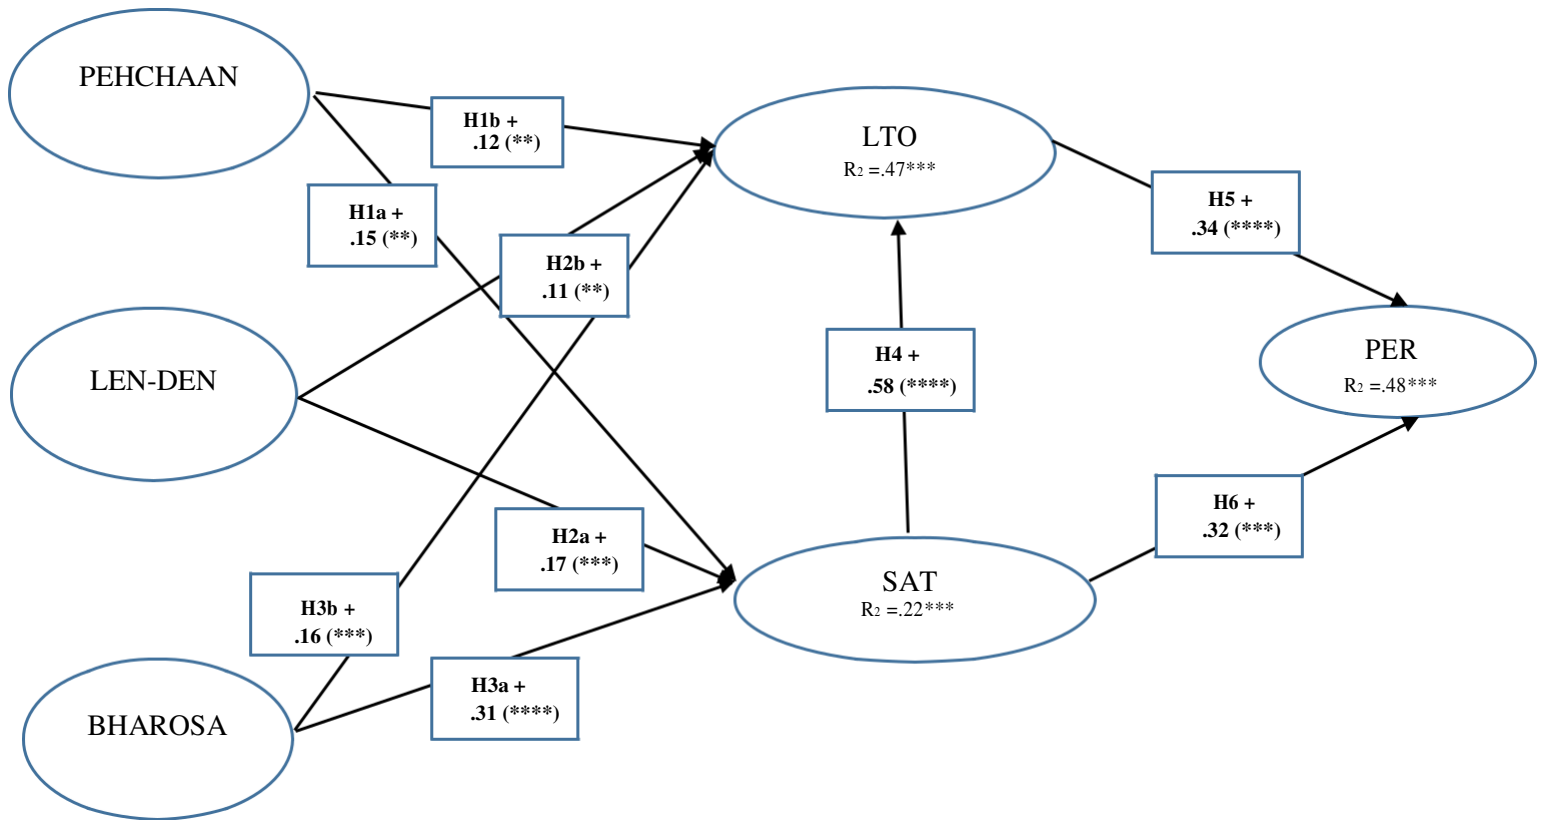 PEHCHAAN
H1b +
.12 (**)
LTO
R2 =.47***
H1a +
.15 (**)
H5 +
.34 (****)
H2b +
.11 (**)
LEN-DEN
H4 +
.58 (****)
PER
R2 =.48***
H6 +
.32 (***)
H2a +
.17 (***)
SAT
R2 =.22***
H3b +
.16 (***)
H3a +
.31 (****)
BHAROSA